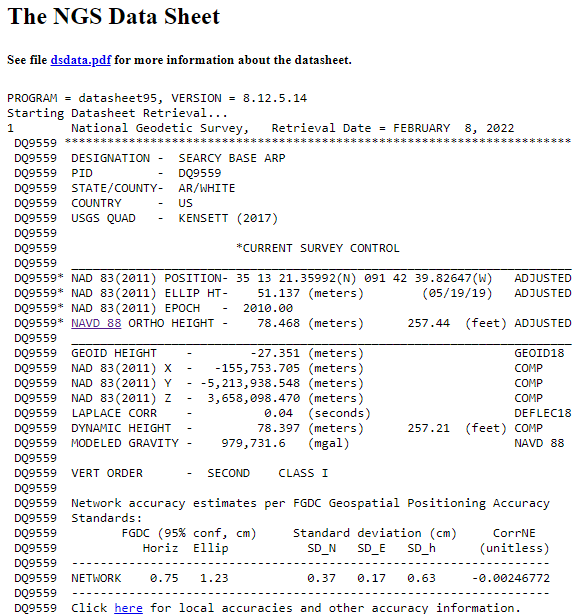 The NGS Data Sheet
See file dsdata.pdf for more information about the datasheet.
PROGRAM = datasheet95, VERSION = 8.12.5.14
Starting Datasheet Retrieval...
1        National Geodetic Survey,   Retrieval Date = FEBRUARY  8, 2022
 DQ9559 ***********************************************************************
 DQ9559  DESIGNATION -  SEARCY BASE ARP
 DQ9559  PID         -  DQ9559
 DQ9559  STATE/COUNTY-  AR/WHITE
 DQ9559  COUNTRY     -  US
 DQ9559  USGS QUAD   -  KENSETT (2017)
 DQ9559
 DQ9559                         *CURRENT SURVEY CONTROL
 DQ9559  ______________________________________________________________________
 DQ9559* NAD 83(2011) POSITION- 35 13 21.35992(N) 091 42 39.82647(W)   ADJUSTED
 DQ9559* NAD 83(2011) ELLIP HT-    51.137 (meters)        (05/19/19)   ADJUSTED
 DQ9559* NAD 83(2011) EPOCH   -  2010.00
 DQ9559* NAVD 88 ORTHO HEIGHT -    78.468 (meters)      257.44  (feet) ADJUSTED
 DQ9559  ______________________________________________________________________
 DQ9559  GEOID HEIGHT    -        -27.351 (meters)                     GEOID18
 DQ9559  NAD 83(2011) X  -   -155,753.705 (meters)                     COMP
 DQ9559  NAD 83(2011) Y  - -5,213,938.548 (meters)                     COMP
 DQ9559  NAD 83(2011) Z  -  3,658,098.470 (meters)                     COMP
 DQ9559  LAPLACE CORR    -          0.04  (seconds)                    DEFLEC18
 DQ9559  DYNAMIC HEIGHT  -         78.397 (meters)      257.21  (feet) COMP
 DQ9559  MODELED GRAVITY -    979,731.6   (mgal)                       NAVD 88
 DQ9559
 DQ9559  VERT ORDER      -  SECOND    CLASS I
 DQ9559
 DQ9559  Network accuracy estimates per FGDC Geospatial Positioning Accuracy
 DQ9559  Standards:
 DQ9559         FGDC (95% conf, cm)     Standard deviation (cm)     CorrNE
 DQ9559            Horiz  Ellip           SD_N   SD_E   SD_h      (unitless)
 DQ9559  -------------------------------------------------------------------
 DQ9559  NETWORK    0.75   1.23           0.37   0.17   0.63     -0.00246772
 DQ9559  -------------------------------------------------------------------
 DQ9559  Click here for local accuracies and other accuracy information.